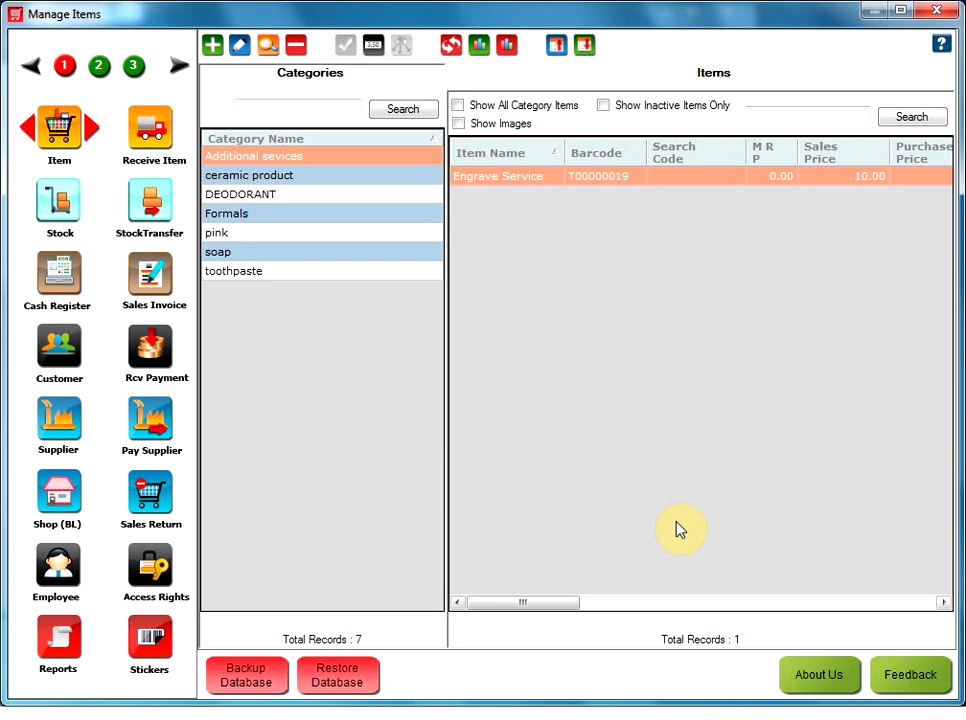 Manage Items
1 2 3
3.50
?
Categories
Items
Search
Show All Category Items
Show Inactive Items Only
Show Images
Search
Category Name
Additional sevices
ceramic product
DEODORANT
Formals
pink
soap
toothpaste
Item Name
Barcode
Search
Code
M R
P
Sales
Price
Purchase
Price
Engrave Service T00000019 0.00 10.00
Item
Receive Item
Stock
StockTransfer
Cash Register
Sales Invoice
Customer
Rcv Payment
Supplier
Pay Supplier
Shop (BL)
Sales Return
Employee
Access Rights
Reports
Stickers
Total Records : 7
Total Records : 1
Backup
Database
Restore
Database
About Us
Feedback